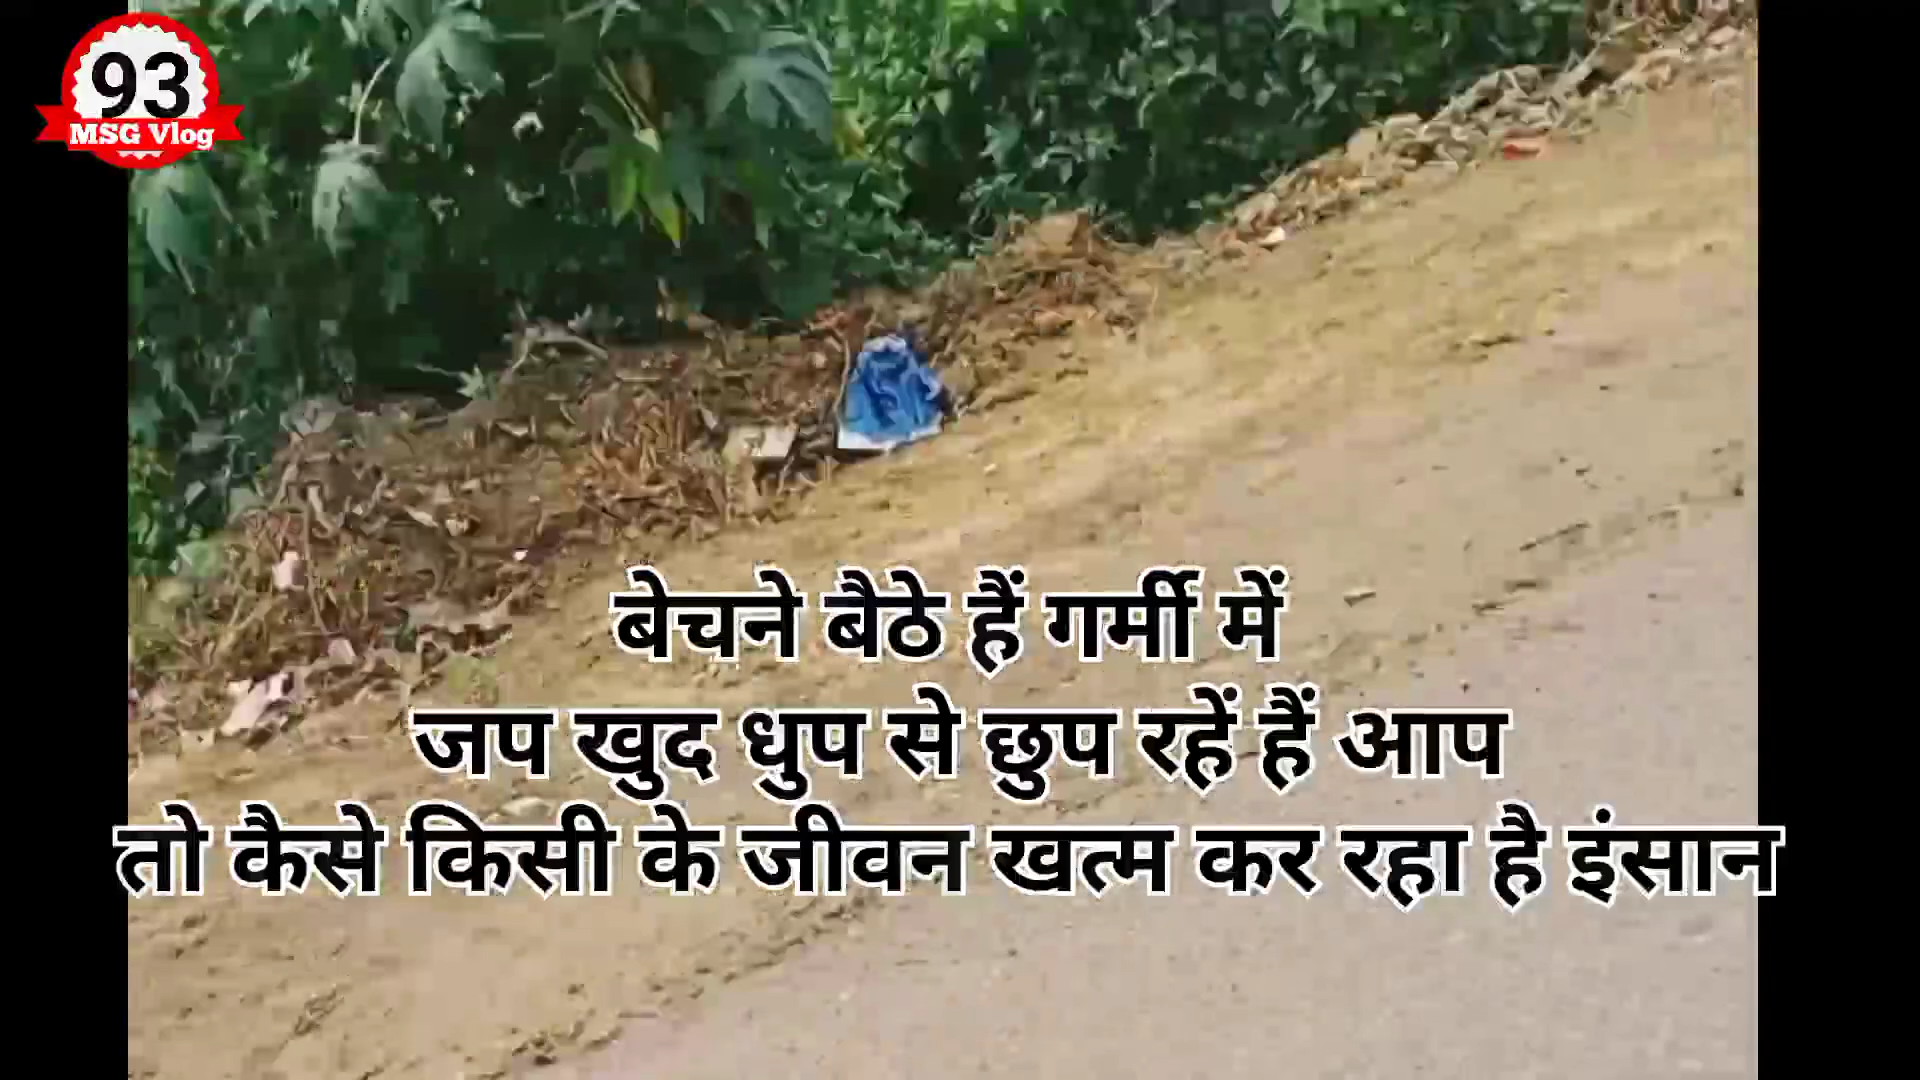 93
MSG Vlog
बेचने बैठे हैं गर्मी में
जप खुद धुप से छुप रहें हैं आप
तो कैसे किसी के जीवन खत्म कर रहा है इंसान